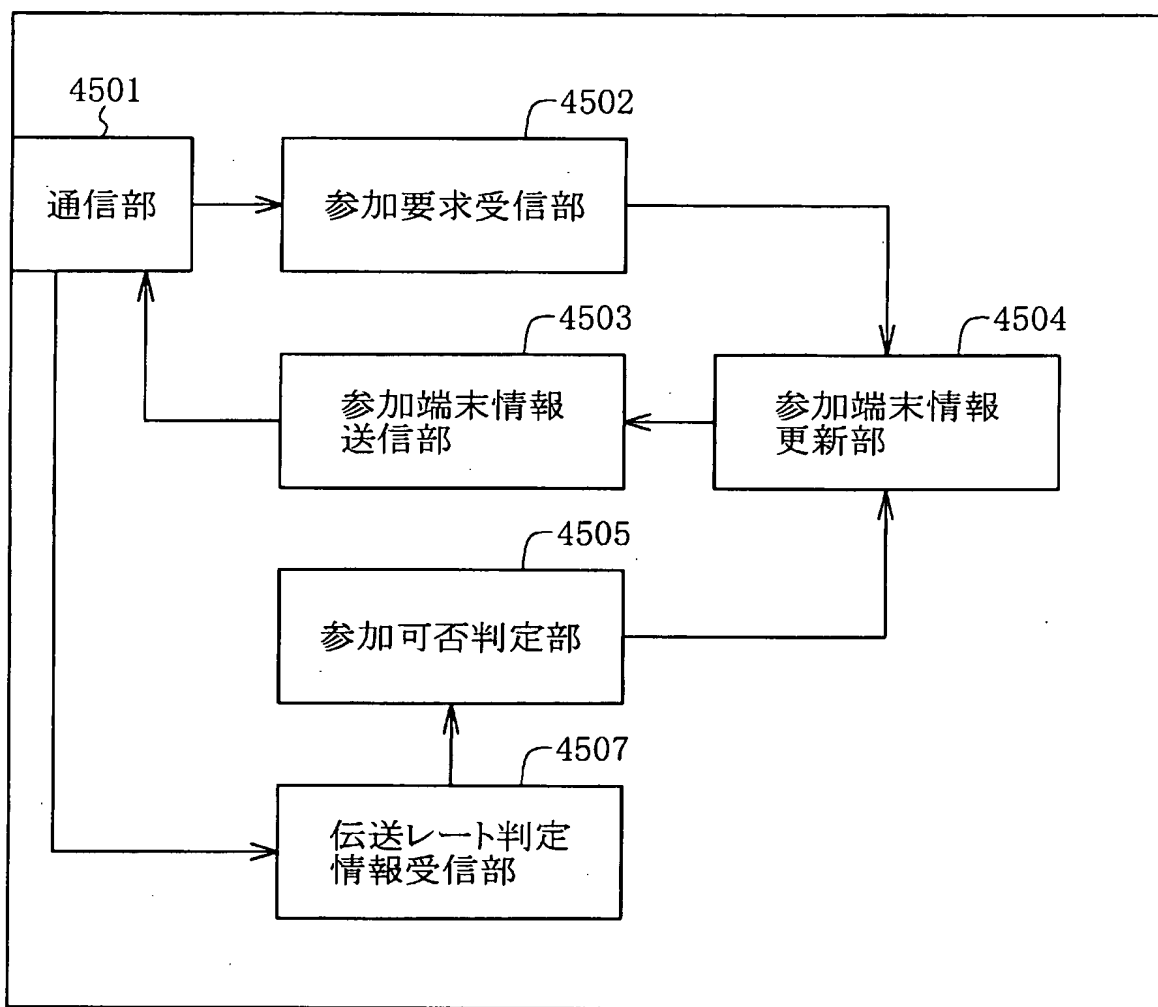 4501
通信部
4502
参加要求受信部
4503
参加端末情報
送信部
4504
参加端末情報
更新部
4505
参加可否判定部
4507
伝送レート判定
情報受信部